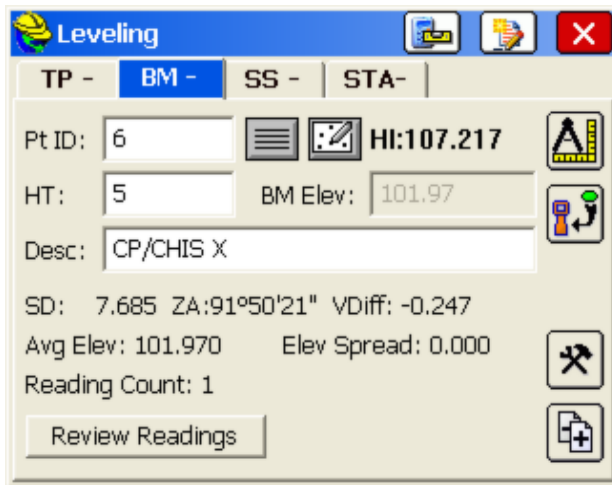 Leveling
TP - BM - SS - STA-
Pt ID: 6 HI:107.217
HT: 5 BM Elev: 101.97
Desc: CP/CHIS X
SD: 7.685 ZA:91°50'21" VDiff: -0.247
Avg Elev: 101.970 Elev Spread: 0.000
Reading Count: 1
Review Readings